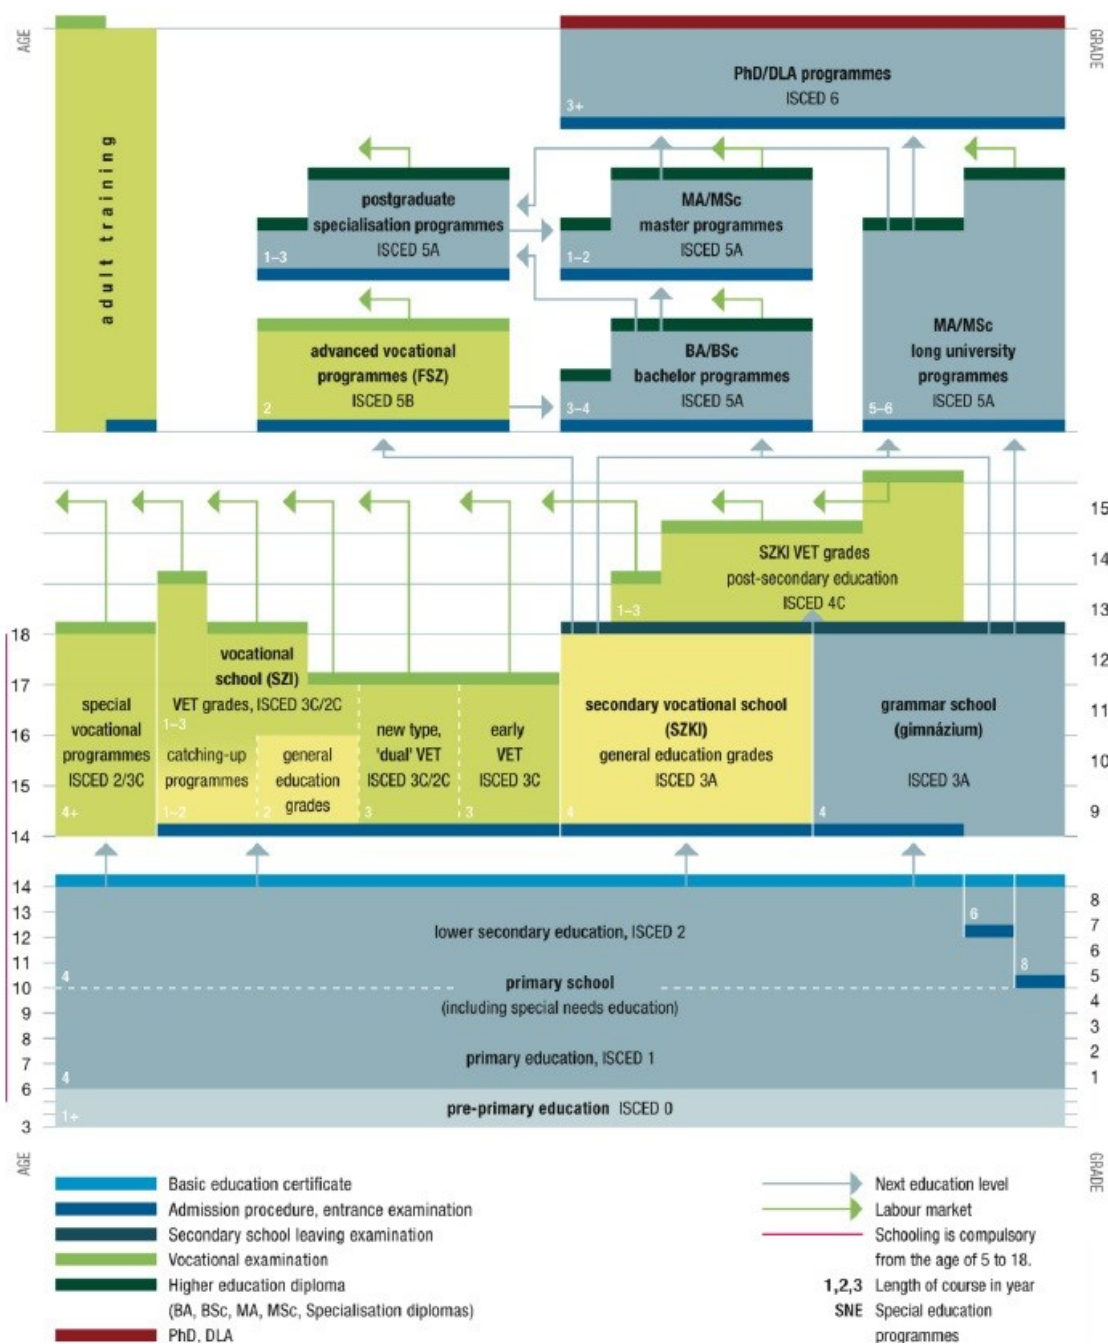 AGE
GRADE
PhD/DLA programmes
ISCED 6
3+
adult training
postgraduate
specialisation programmes
ISCED 5A
1–3
MA/MSc
master programmes
ISCED 5A
1–2
advanced vocational
programmes (FSZ)
ISCED 5B
2
BA/BSc
bachelor programmes
ISCED 5A
3–4
MA/MSc
long university
programmes
ISCED 5A
5–6
15
14
13
12
11
10
9
SZKI VET grades
post-secondary education
ISCED 4C
1–3
18
17
16
15
14
special
vocational
programmes
ISCED 2/3C
4+
vocational
school (SZI)
VET grades, ISCED 3C/2C
1–3
catching-up
programmes
1–2
general
education
grades
2
new type,
'dual' VET
ISCED 3C/2C
3
early
VET
ISCED 3C
3
secondary vocational school
(SZKI)
general education grades
ISCED 3A
4
grammar school
(gimnázium)
ISCED 3A
4
14
13
12
10
9
8
7
6
3
8
7
6
5
4
3
2
1
6
8
lower secondary education, ISCED 2
4
primary school
(including special needs education)
primary education, ISCED 1
4
pre-primary education ISCED 0
1+
AGE
GRADE
Basic education certificate
Admission procedure, entrance examination
Secondary school leaving examination
Vocational examination
Higher education diploma
(BA, BSc, MA, MSc, Specialisation diplomas)
PhD, DLA
Next education level
Labour market
Schooling is compulsory
from the age of 5 to 18.
1,2,3 Length of course in year
SNE Special education
programmes